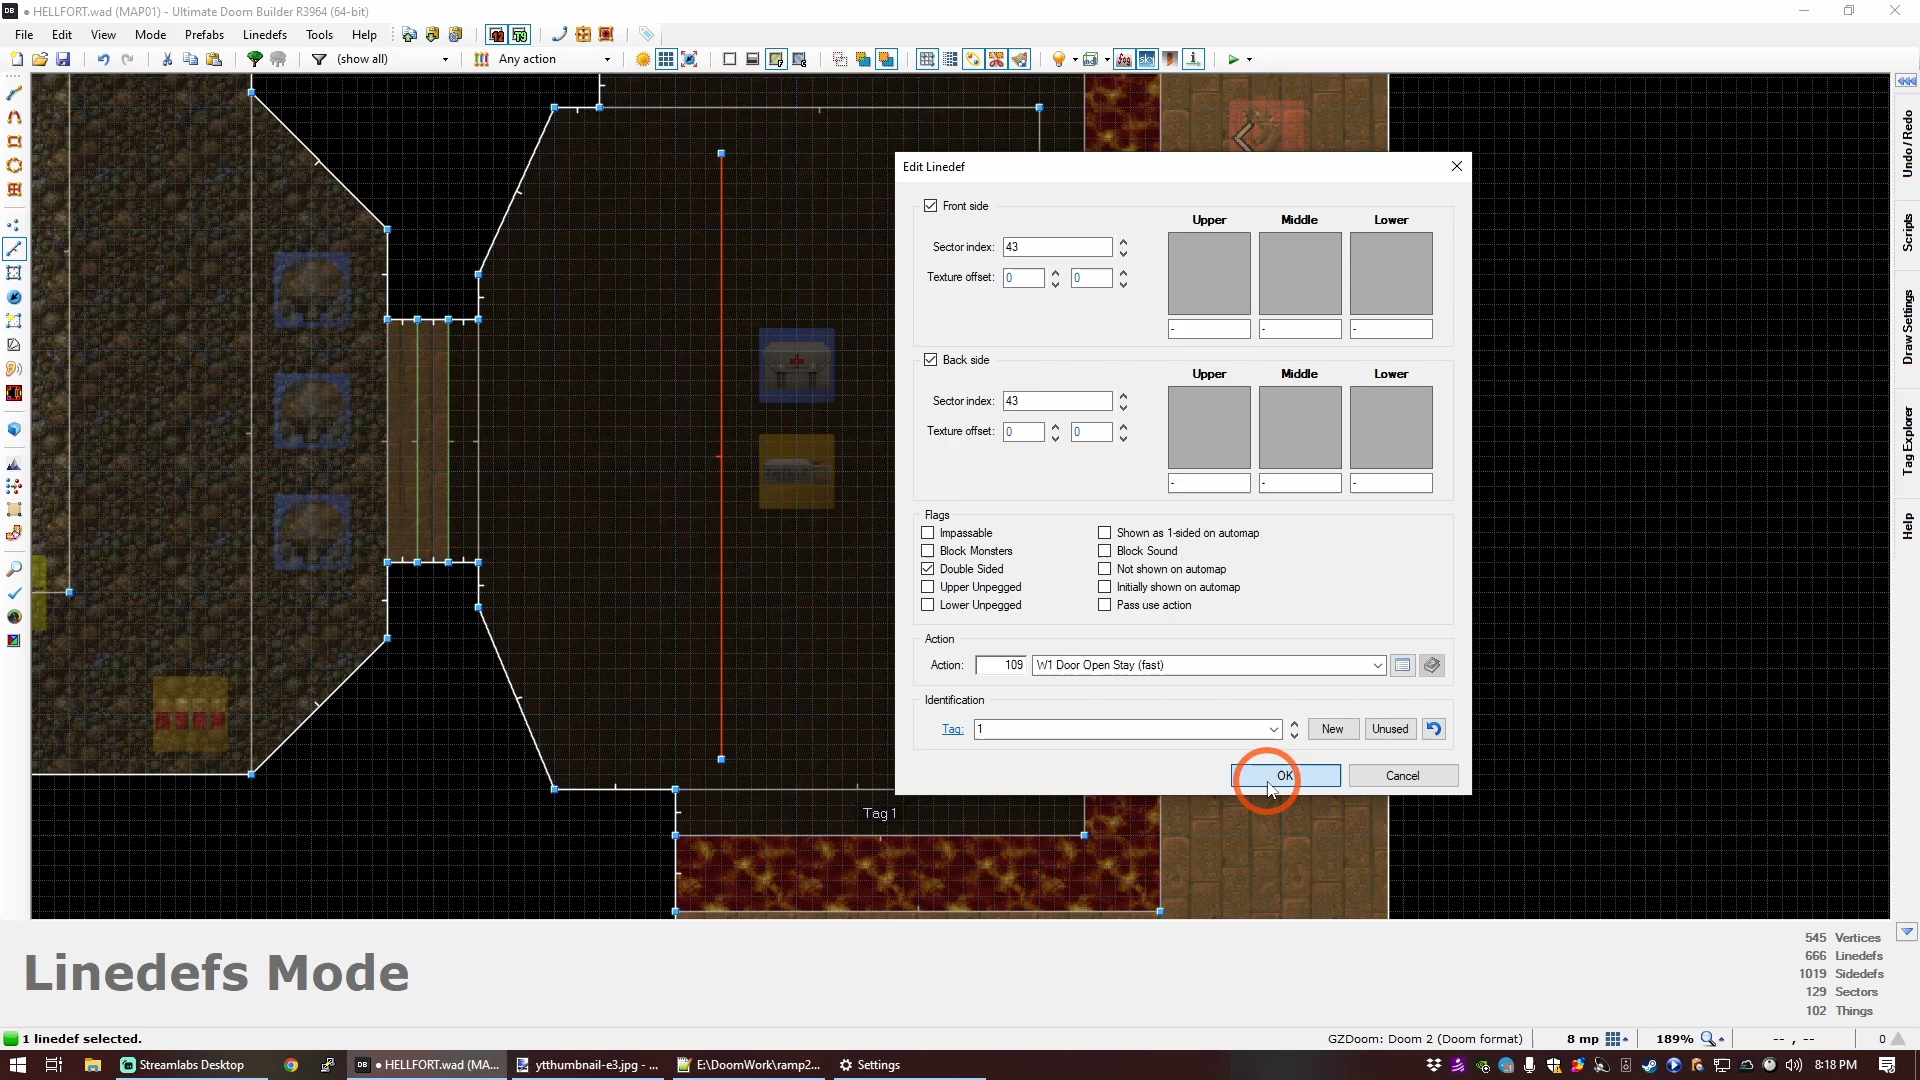 • HELLFORT.wad (MAP01) - Ultimate Doom Builder R3964 (64-bit)
File Edit View Mode Prefabs Linedefs Tools Help
(show all) Any action
Undo / Redo
Scripts
Draw Settings
Tag Explorer
Help
Edit Linedef
Front side
Upper Middle Lower
Sector index: 43
Texture offset: 0 0
- - -
Back side
Upper Middle Lower
Sector index: 43
Texture offset: 0 0
- - -
Flags
Impassable Shown as 1-sided on automap
Block Monsters Block Sound
Double Sided Not shown on automap
Upper Unpegged Initially shown on automap
Lower Unpegged Pass use action
Action
Action: 109 W1 Door Open Stay (fast)
Identification
Tag: 1 New Unused
OK Cancel
Tag 1
Linedefs Mode
545 Vertices
666 Linedefs
1019 Sidedefs
129 Sectors
102 Things
1 linedef selected. GZDoom: Doom 2 (Doom format) 8 mp 189% -- , -- 0
Streamlabs Desktop • HELLFORT.wad (MA... ytthumbnail-e3.jpg - ... E:\DoomWork\ramp2... Settings 8:18 PM